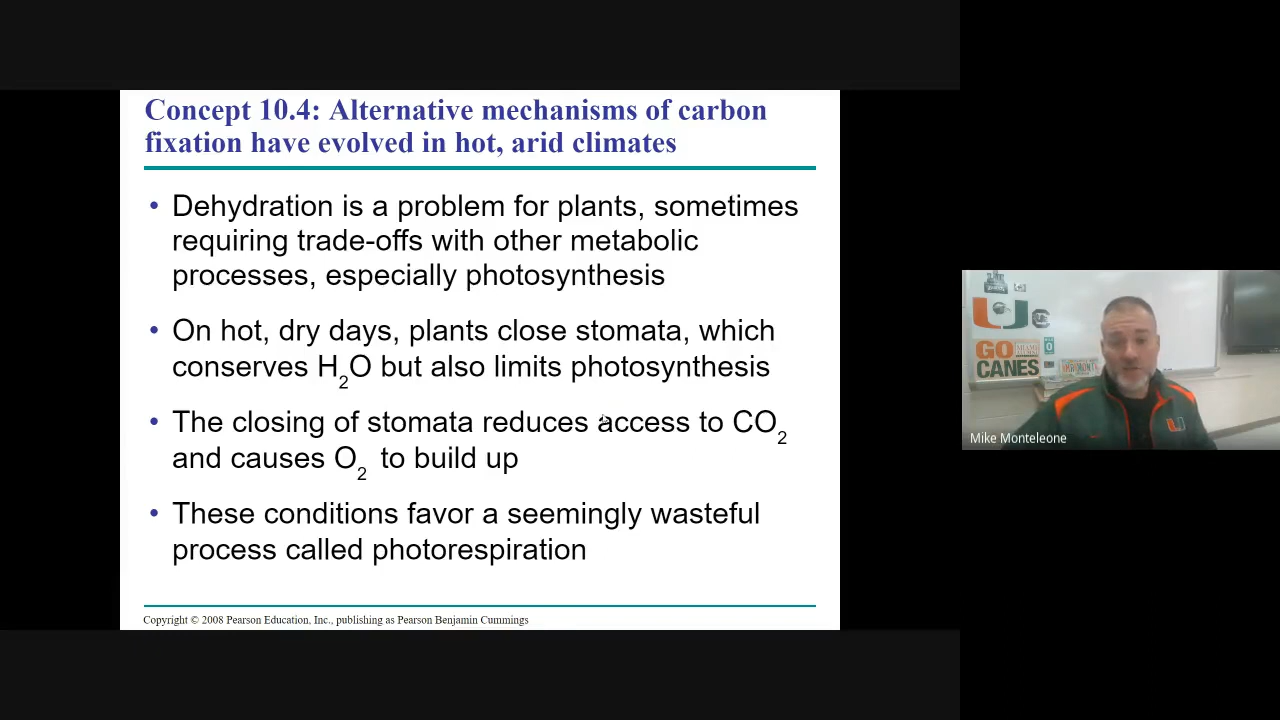 Concept 10.4: Alternative mechanisms of carbon
fixation have evolved in hot, arid climates
• Dehydration is a problem for plants, sometimes
requiring trade-offs with other metabolic
processes, especially photosynthesis
• On hot, dry days, plants close stomata, which
conserves H₂O but also limits photosynthesis
• The closing of stomata reduces access to CO₂
and causes O₂ to build up
• These conditions favor a seemingly wasteful
process called photorespiration
Copyright © 2008 Pearson Education, Inc., publishing as Pearson Benjamin Cummings
GO
CANES
Mike Monteleone